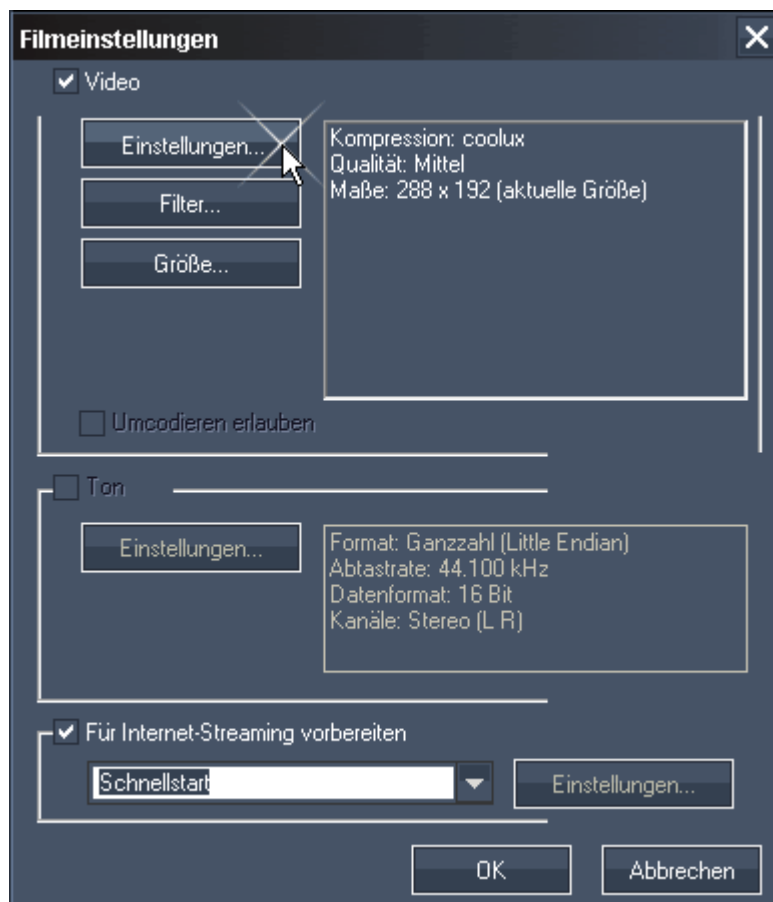 Filmeinstellungen
Video
Einstellungen...
Filter...
Größe...
Kompression: coolux
Qualität: Mittel
Maße: 288 x 192 (aktuelle Größe)
Umcodieren erlauben
Ton
Einstellungen...
Format: Ganzzahl (Little Endian)
Abtastrate: 44.100 kHz
Datenformat: 16 Bit
Kanäle: Stereo (L R)
Für Internet-Streaming vorbereiten
Schnellstart
Einstellungen...
OK
Abbrechen